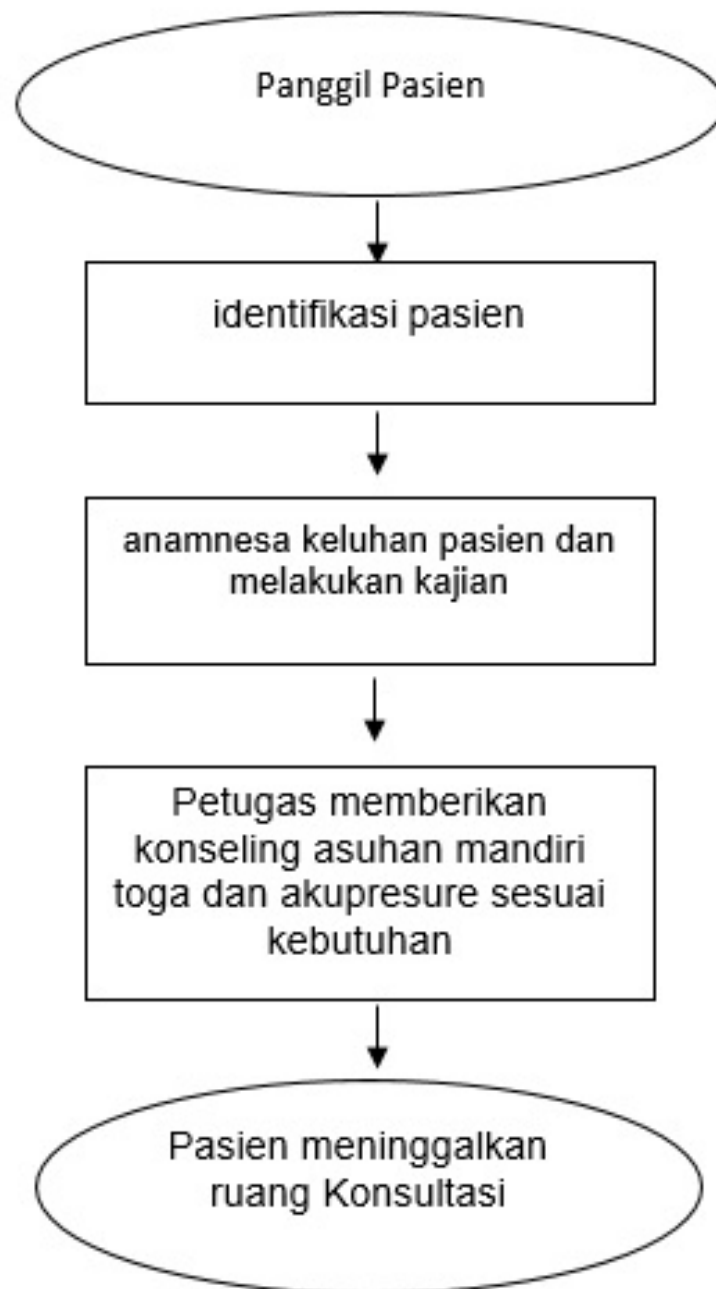 Panggil Pasien
identifikasi pasien
anamnesa keluhan pasien dan
melakukan kajian
Petugas memberikan
konseling asuhan mandiri
toga dan akupresure sesuai
kebutuhan
Pasien meninggalkan
ruang Konsultasi